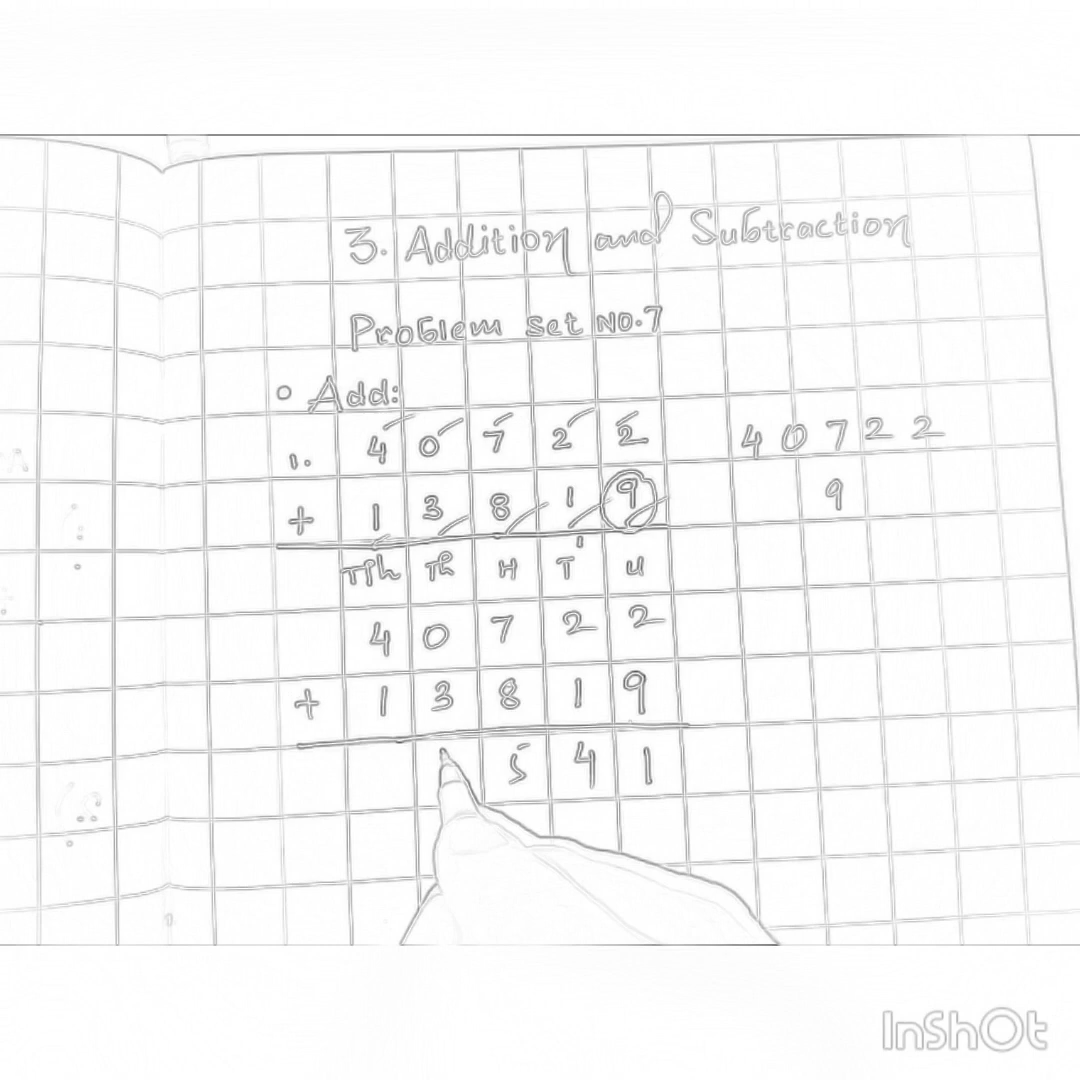 3. Addition and Subtraction
Problem Set NO.7
Add:
1. 4 0 7 2 2 4 0 7 2 2
+ 1 3 8 1 9 9
1
TTh Th H T U
4 0 7 2 2
+ 1 3 8 1 9
5 4 1
InShOt